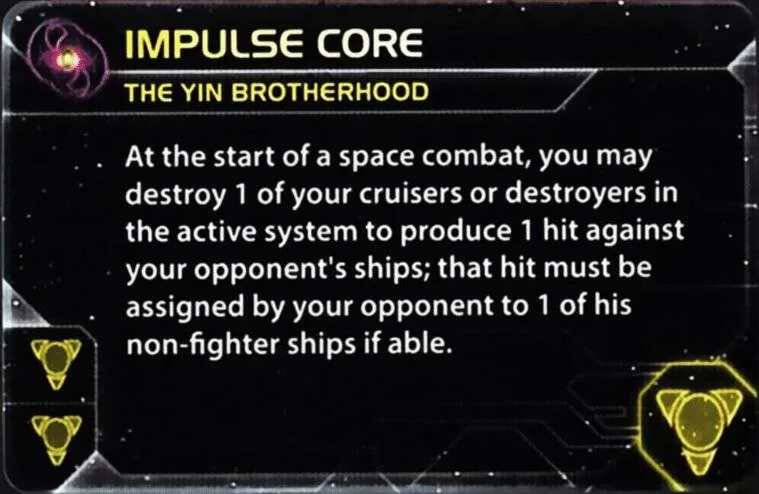 IMPULSE CORE
THE YIN BROTHERHOOD
At the start of a space combat, you may
destroy 1 of your cruisers or destroyers in
the active system to produce 1 hit against
your opponent's ships; that hit must be
assigned by your opponent to 1 of his
non-fighter ships if able.